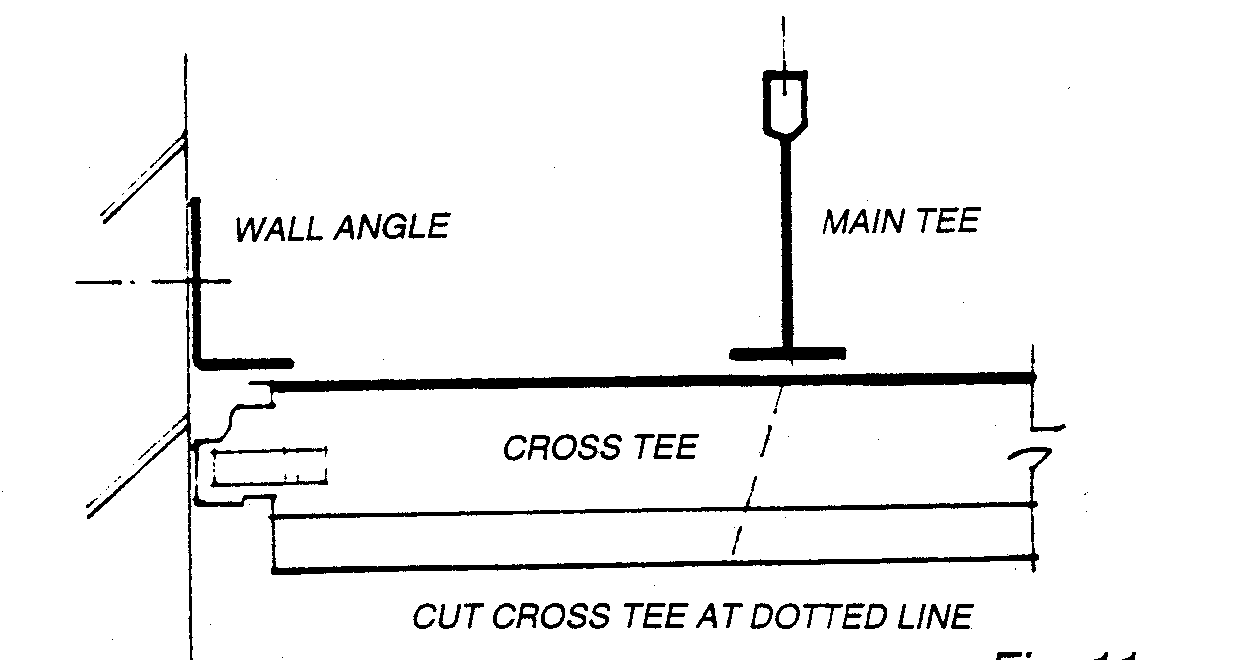 WALL ANGLE
MAIN TEE
CROSS TEE
CUT CROSS TEE AT DOTTED LINE